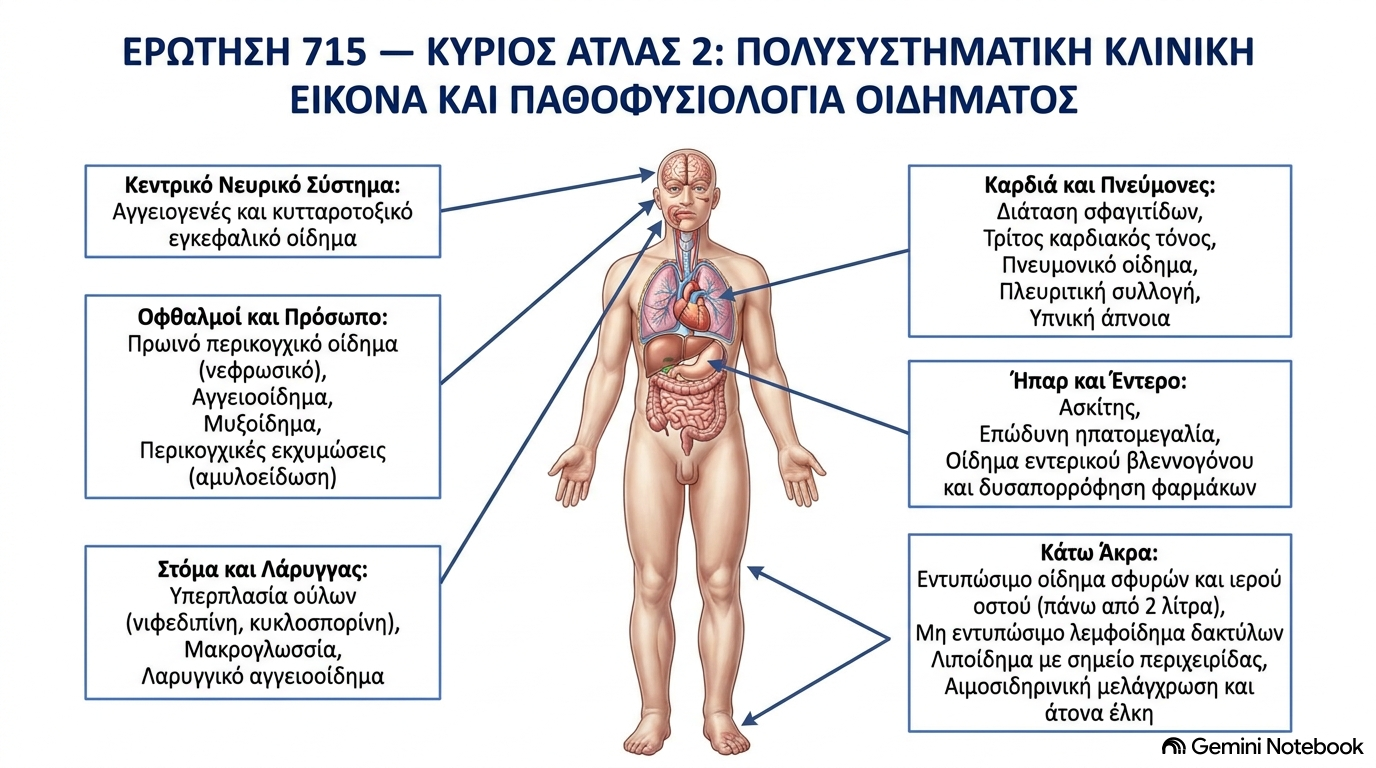 ΕΡΩΤΗΣΗ 715 — ΚΥΡΙΟΣ ΑΤΛΑΣ 2: ΠΟΛΥΣΥΣΤΗΜΑΤΙΚΗ ΚΛΙΝΙΚΗ
ΕΙΚΟΝΑ ΚΑΙ ΠΑΘΟΦΥΣΙΟΛΟΓΙΑ ΟΙΔΗΜΑΤΟΣ
Κεντρικό Νευρικό Σύστημα:
Αγγειογενές και κυτταροτοξικό
εγκεφαλικό οίδημα
Οφθαλμοί και Πρόσωπο:
Πρωινό περικογχικό οίδημα
(νεφρωσικό),
Αγγειοοίδημα,
Μυξοίδημα,
Περικογχικές εκχυμώσεις
(αμυλοείδωση)
Στόμα και Λάρυγγας:
Υπερπλασία ούλων
(νιφεδιπίνη, κυκλοσπορίνη),
Μακρογλωσσία,
Λαρυγγικό αγγειοοίδημα
Καρδιά και Πνεύμονες:
Διάταση σφαγιτίδων,
Τρίτος καρδιακός τόνος,
Πνευμονικό οίδημα,
Πλευριτική συλλογή,
Υπνική άπνοια
Ήπαρ και Έντερο:
Ασκίτης,
Επώδυνη ηπατομεγαλία,
Οίδημα εντερικού βλεννογόνου
και δυσαπορρόφηση φαρμάκων
Κάτω Άκρα:
Εντυπώσιμο οίδημα σφυρών και ιερού
οστού (πάνω από 2 λίτρα),
Μη εντυπώσιμο λεμφοίδημα δακτύλων
Λιποίδημα με σημείο περιχειρίδας,
Αιμοσιδηρινική μελάγχρωση και
άτονα έλκη
Gemini Notebook